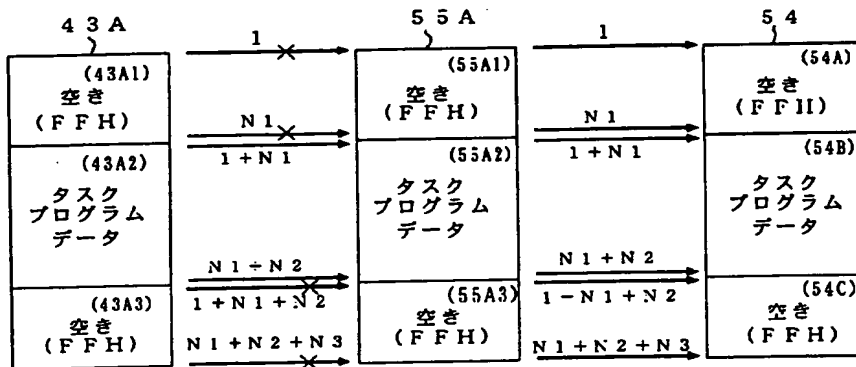 43A 55A 54
1 1
(43A1) (55A1) (54A)
空き 空き 空き
(FFH) (FFH) (FFH)
N1 N1
1+N1 1+N1
(43A2) (55A2) (54B)
タスク タスク タスク
プログラム プログラム プログラム
データ データ データ
N1+N2 N1+N2
1+N1+N2 1-N1+N2
(43A3) (55A3) (54C)
空き 空き 空き
(FFH) (FFH) (FFH)
N1+N2+N3 N1+N2+N3